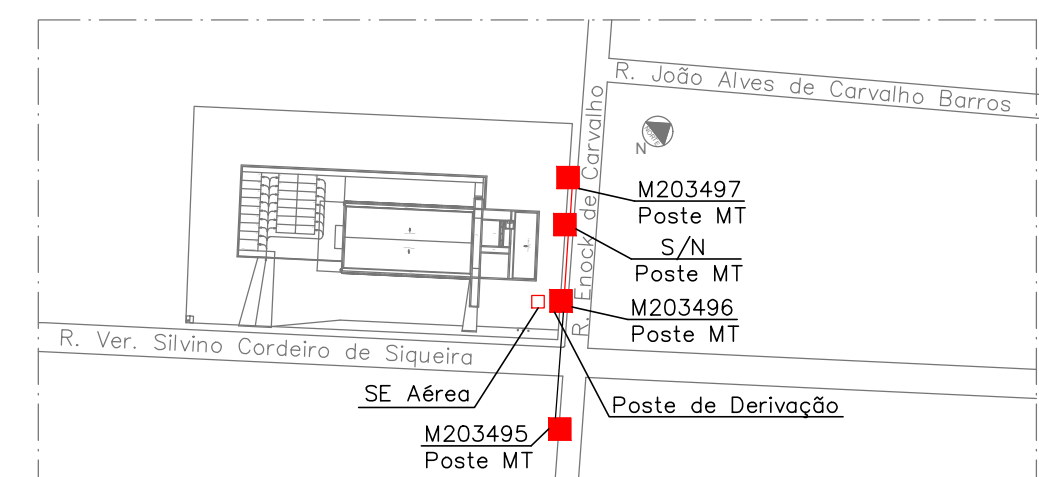 R. João Alves de Carvalho Barros
R. Enock de Carvalho
NORTE
N
M203497
Poste MT
S/N
Poste MT
M203496
Poste MT
R. Ver. Silvino Cordeiro de Siqueira
SE Aérea
Poste de Derivação
M203495
Poste MT